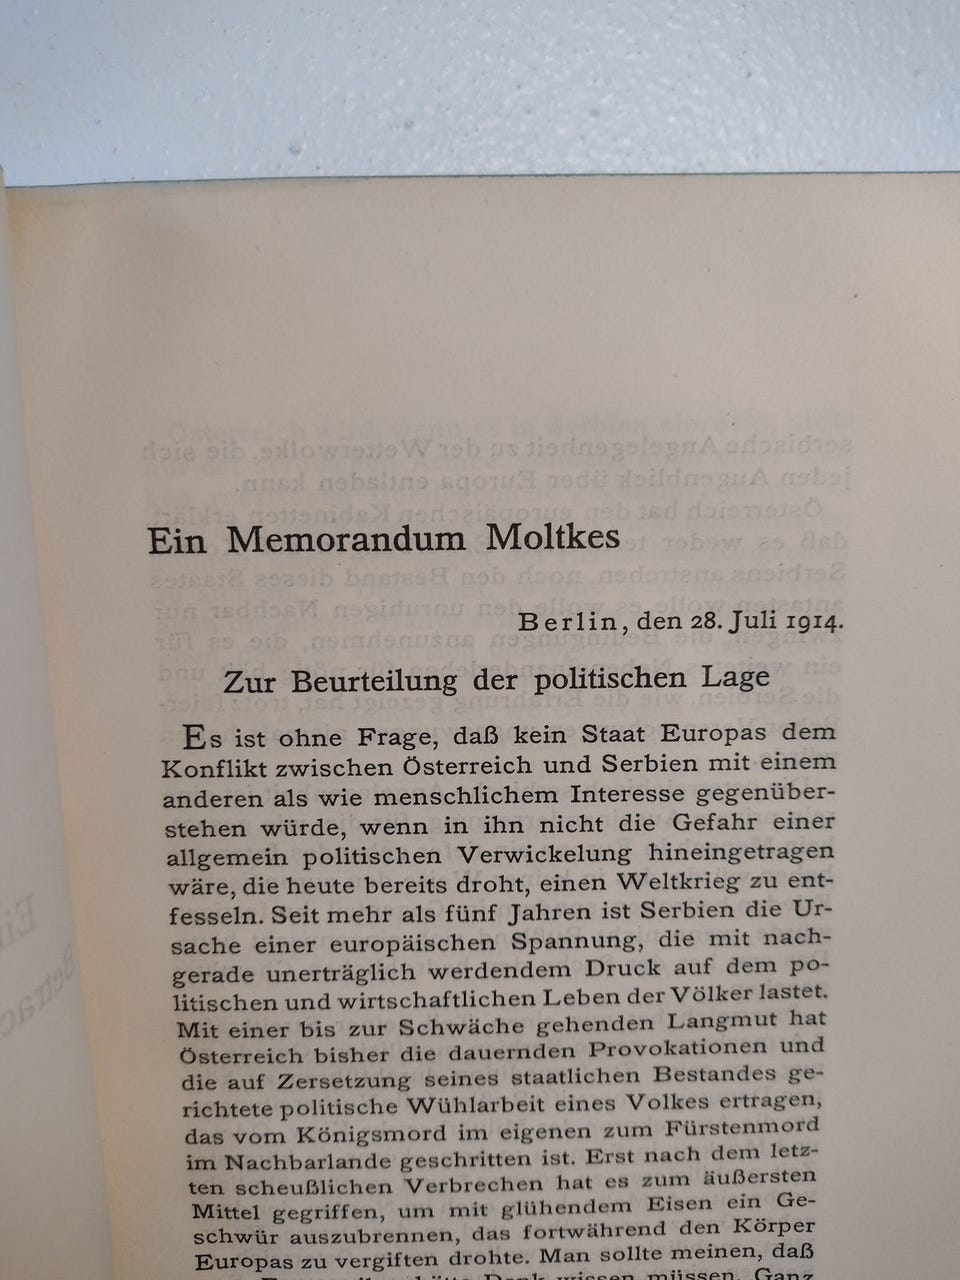 Ein Memorandum Moltkes
Berlin, den 28. Juli 1914.
Zur Beurteilung der politischen Lage
Es ist ohne Frage, daß kein Staat Europas dem
Konflikt zwischen Österreich und Serbien mit einem
anderen als wie menschlichem Interesse gegenüber-
stehen würde, wenn in ihn nicht die Gefahr einer
allgemein politischen Verwickelung hineingetragen
wäre, die heute bereits droht, einen Weltkrieg zu ent-
fesseln. Seit mehr als fünf Jahren ist Serbien die Ur-
sache einer europäischen Spannung, die mit nach-
gerade unerträglich werdendem Druck auf dem po-
litischen und wirtschaftlichen Leben der Völker lastet.
Mit einer bis zur Schwäche gehenden Langmut hat
Österreich bisher die dauernden Provokationen und
die auf Zersetzung seines staatlichen Bestandes ge-
richtete politische Wühlarbeit eines Volkes ertragen,
das vom Königsmord im eigenen zum Fürstenmord
im Nachbarlande geschritten ist. Erst nach dem letz-
ten scheußlichen Verbrechen hat es zum äußersten
Mittel gegriffen, um mit glühendem Eisen ein Ge-
schwür auszubrennen, das fortwährend den Körper
Europas zu vergiften drohte. Man sollte meinen, daß
wissen müssen. Ganz